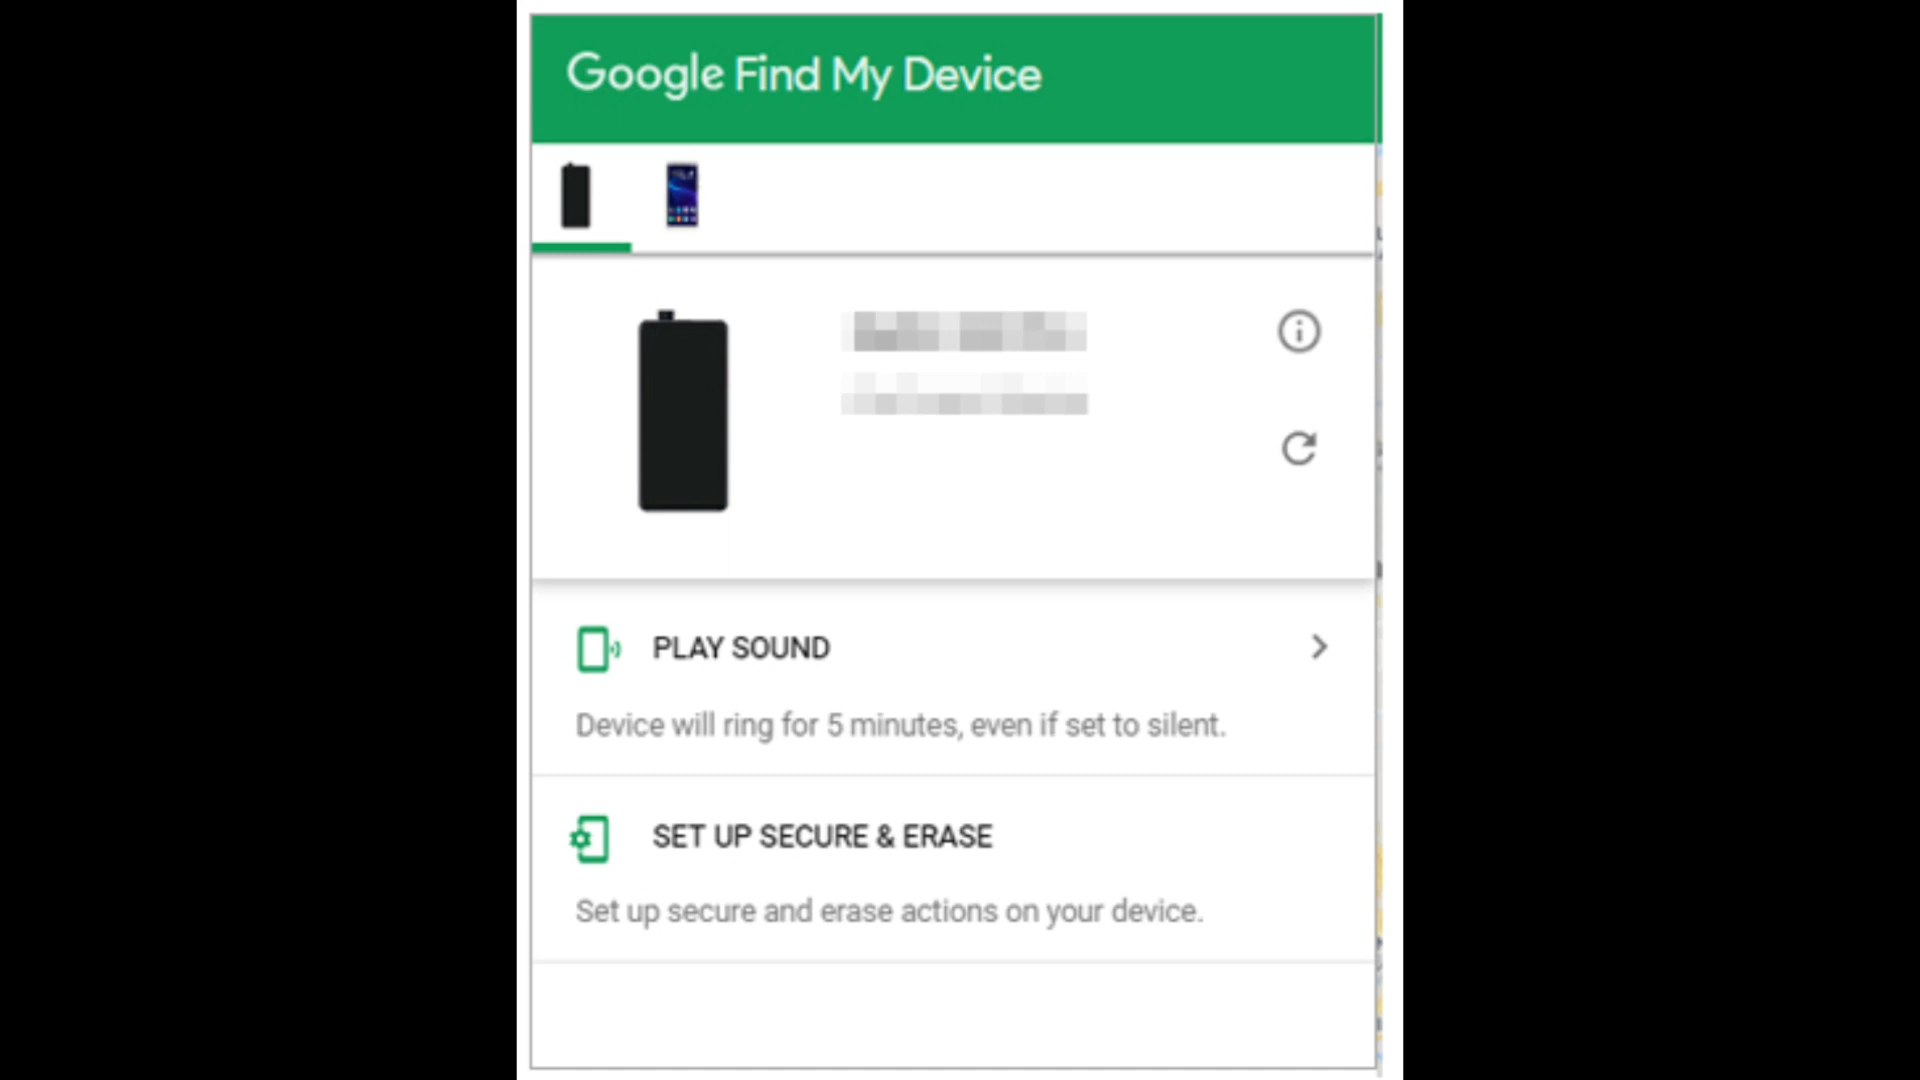 Google Find My Device
PLAY SOUND
Device will ring for 5 minutes, even if set to silent.
SET UP SECURE & ERASE
Set up secure and erase actions on your device.